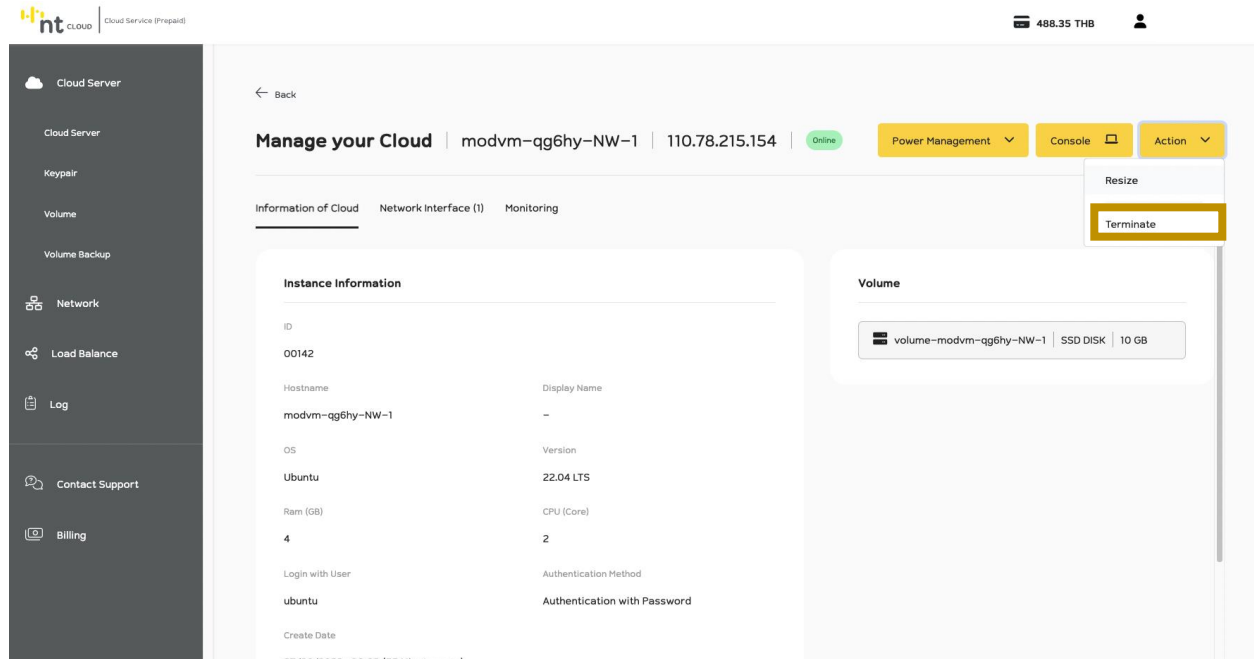 nt CLOUD Cloud Service (Prepaid)
488.35 THB
Cloud Server
Cloud Server
Keypair
Volume
Volume Backup
Network
Load Balance
Log
Contact Support
Billing
Back
Manage your Cloud modvm-qg6hy-NW-1 110.78.215.154 Online
Power Management Console Action
Resize
Terminate
Information of Cloud Network Interface (1) Monitoring
Instance Information
ID
00142
Hostname Display Name
modvm-qg6hy-NW-1 -
OS Version
Ubuntu 22.04 LTS
Ram (GB) CPU (Core)
4 2
Login with User Authentication Method
ubuntu Authentication with Password
Create Date
Volume
volume-modvm-qg6hy-NW-1 SSD DISK 10 GB